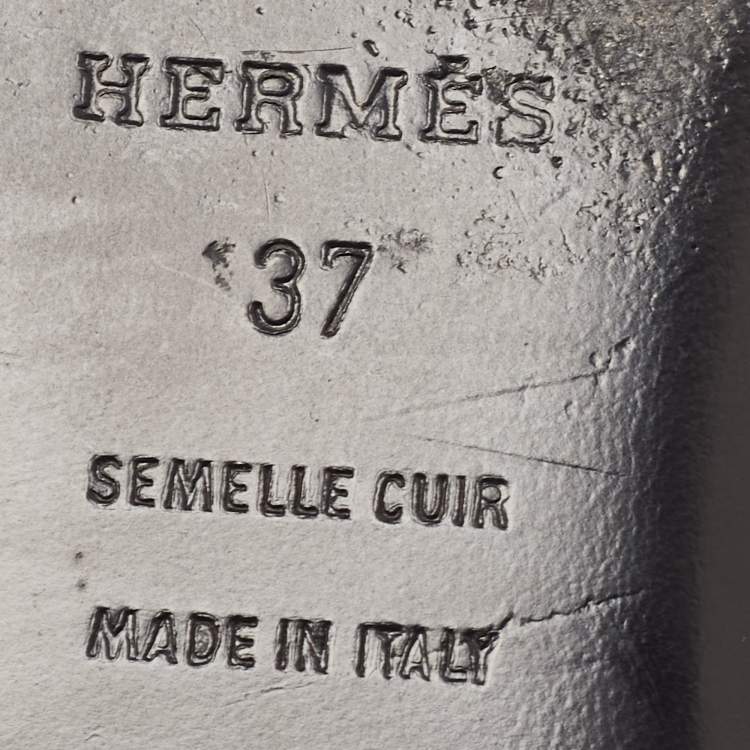 HERMÈS
37
SEMELLE CUIR
MADE IN ITALY